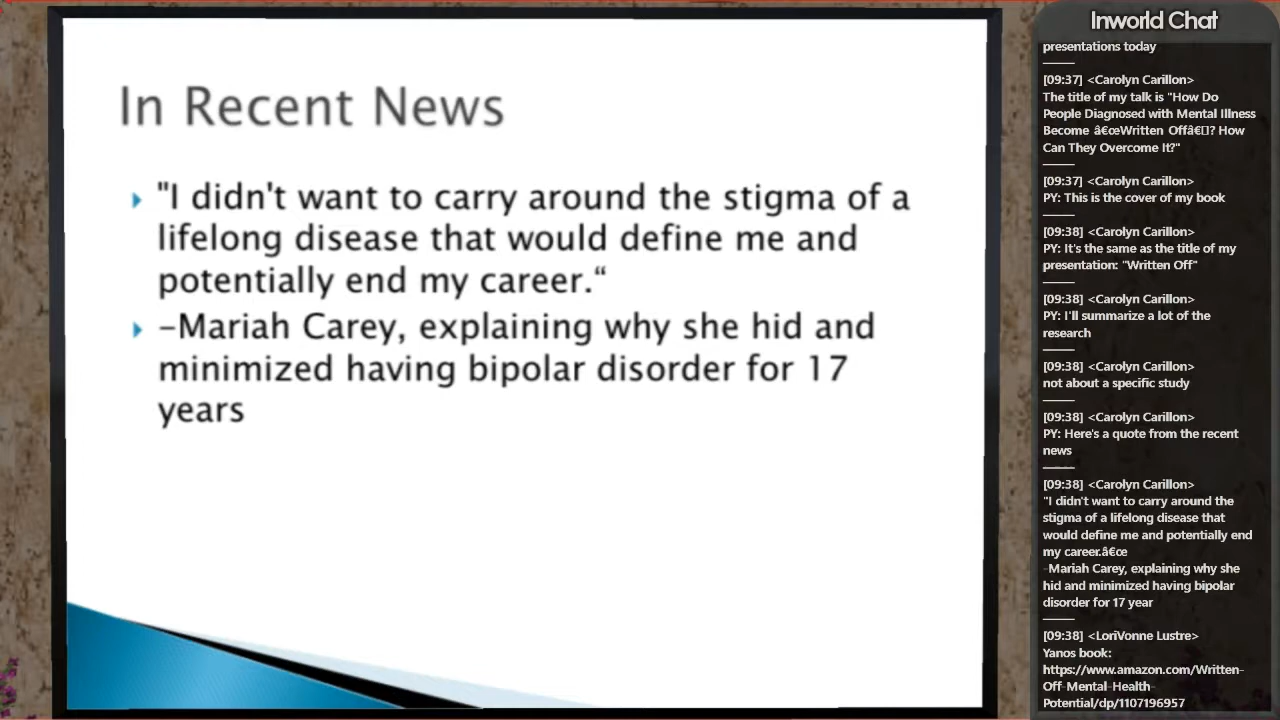 In Recent News
"I didn't want to carry around the stigma of a
lifelong disease that would define me and
potentially end my career.“
-Mariah Carey, explaining why she hid and
minimized having bipolar disorder for 17
years
Inworld Chat
presentations today
[09:37] <Carolyn Carillon>
The title of my talk is "How Do
People Diagnosed with Mental Illness
Become â€œWritten Offâ€▯? How
Can They Overcome It?"
[09:37] <Carolyn Carillon>
PY: This is the cover of my book
[09:38] <Carolyn Carillon>
PY: It's the same as the title of my
presentation: "Written Off"
[09:38] <Carolyn Carillon>
PY: I'll summarize a lot of the
research
[09:38] <Carolyn Carillon>
not about a specific study
[09:38] <Carolyn Carillon>
PY: Here's a quote from the recent
news
[09:38] <Carolyn Carillon>
"I didn't want to carry around the
stigma of a lifelong disease that
would define me and potentially end
my career.â€œ
-Mariah Carey, explaining why she
hid and minimized having bipolar
disorder for 17 year
[09:38] <LoriVonne Lustre>
Yanos book:
https://www.amazon.com/Written-
Off-Mental-Health-
Potential/dp/1107196957